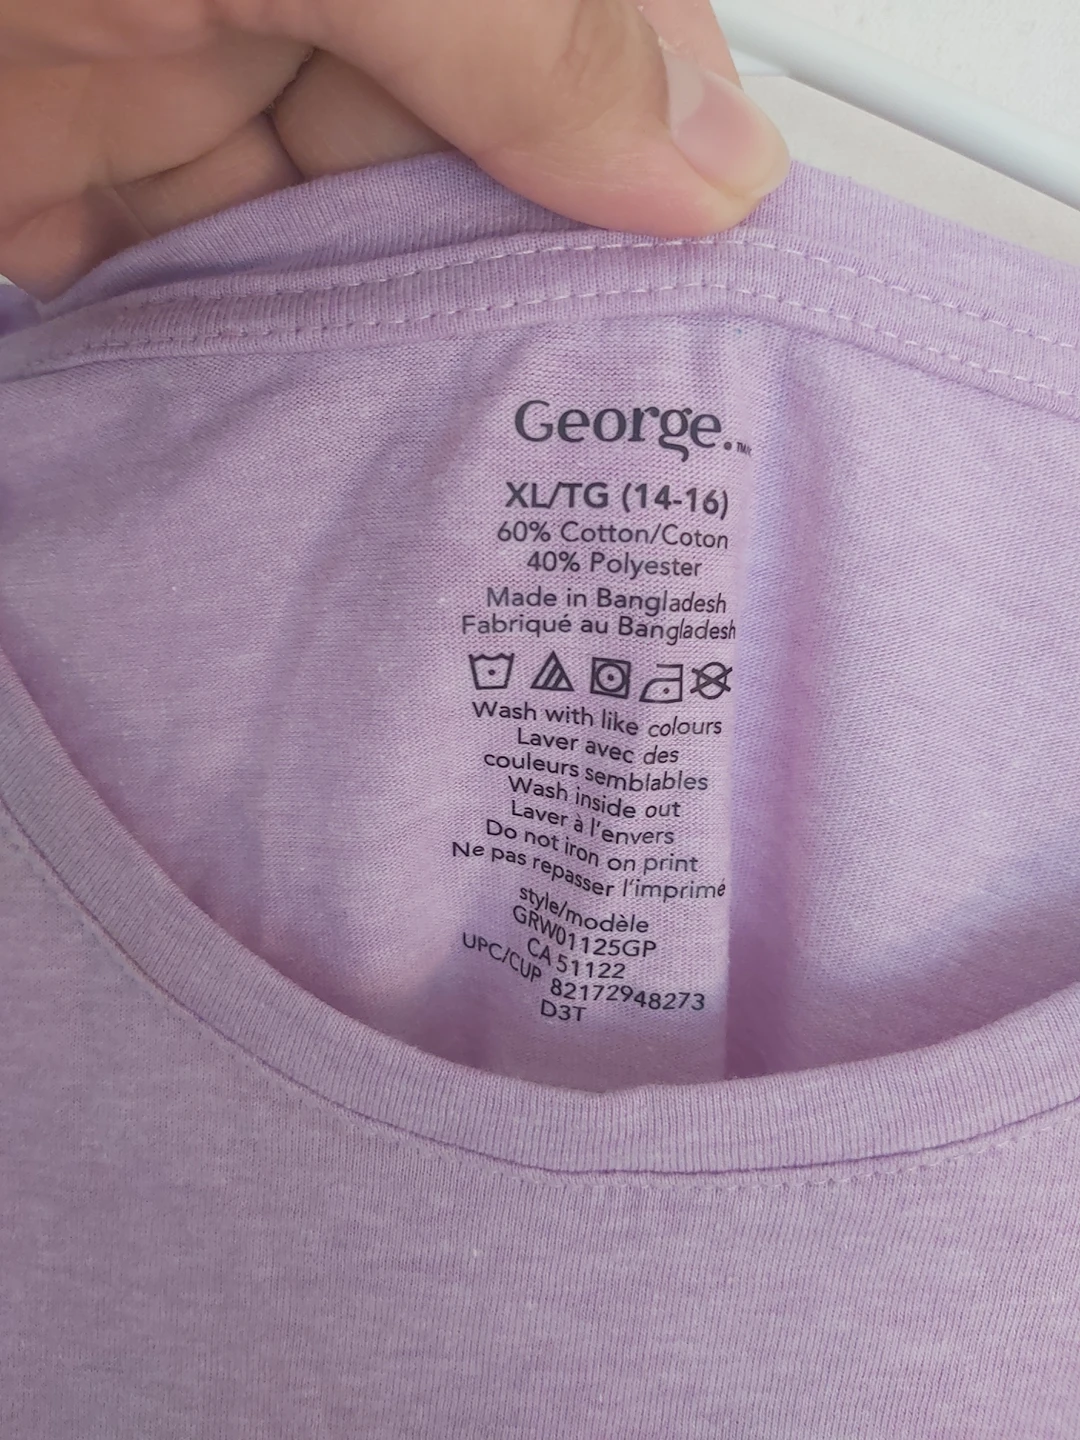 George.
XL/TG (14-16)
60% Cotton/Coton
40% Polyester
Made in Bangladesh
Fabriqué au Bangladesh
Wash with like colours
Laver avec des
couleurs semblables
Wash inside out
Laver à l'envers
Do not iron on print
Ne pas repasser l'imprimé
style/modèle
GRW01125GP
CA 51122
UPC/CUP 82172948273
D3T